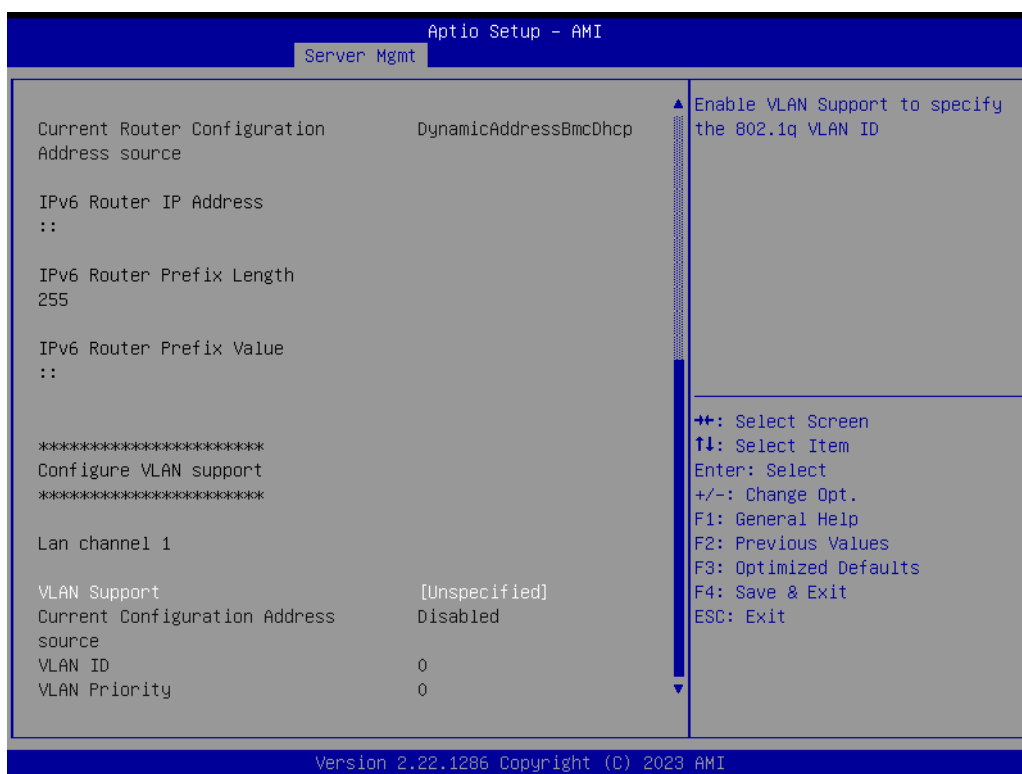 Aptio Setup – AMI
Server Mgmt
Current Router Configuration DynamicAddressBmcDhcp
Address source
IPv6 Router IP Address
::
IPv6 Router Prefix Length
255
IPv6 Router Prefix Value
::
**********************
Configure VLAN support
**********************
Lan channel 1
VLAN Support [Unspecified]
Current Configuration Address Disabled
source
VLAN ID 0
VLAN Priority 0
Enable VLAN Support to specify
the 802.1q VLAN ID
→←: Select Screen
↑↓: Select Item
Enter: Select
+/-: Change Opt.
F1: General Help
F2: Previous Values
F3: Optimized Defaults
F4: Save & Exit
ESC: Exit
Version 2.22.1286 Copyright (C) 2023 AMI